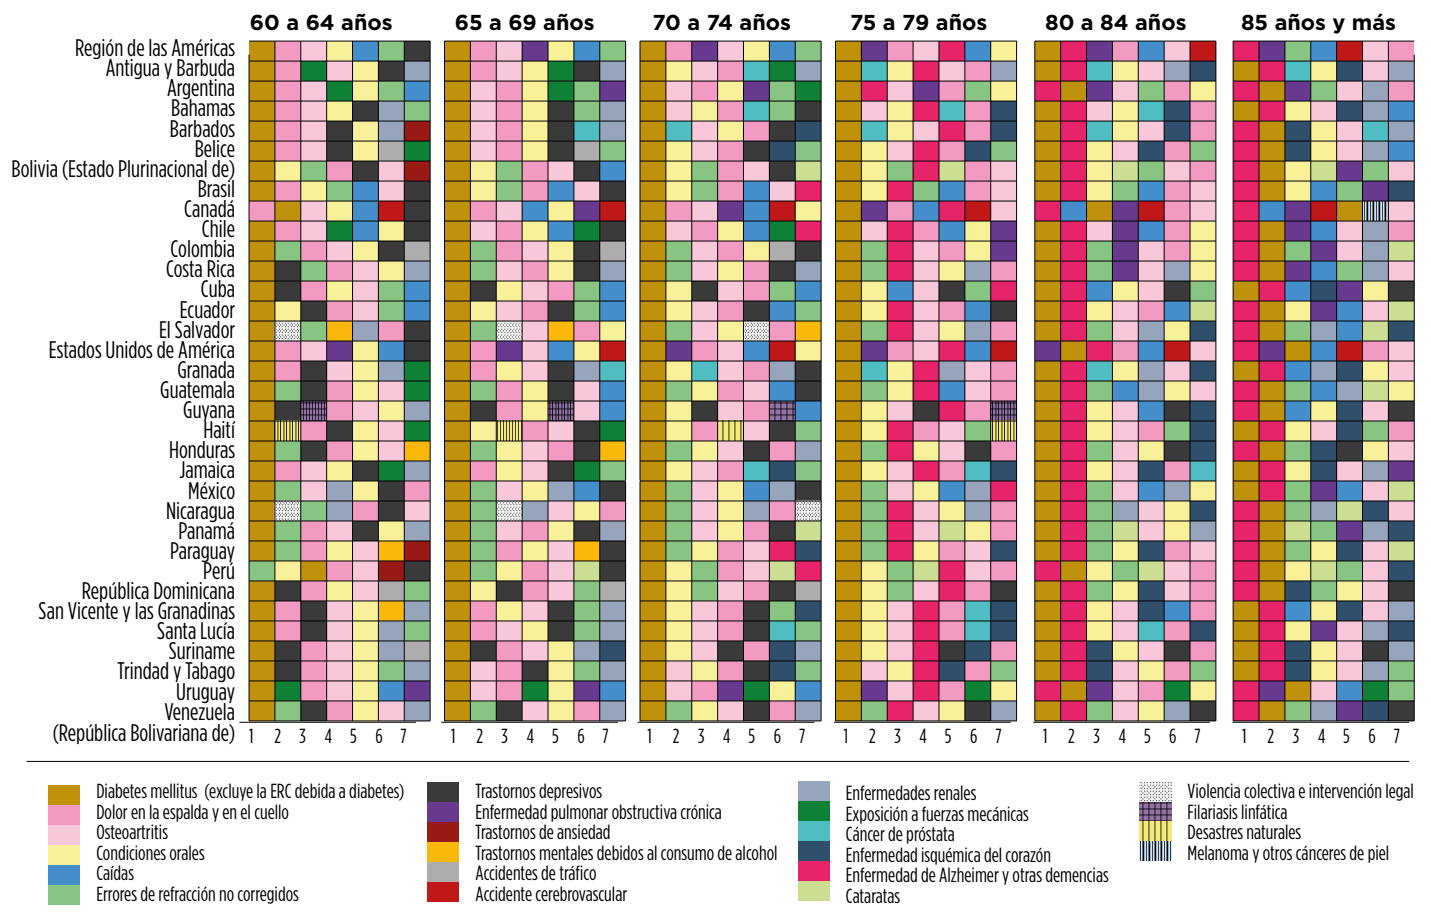 60 a 64 años
65 a 69 años
70 a 74 años
75 a 79 años
80 a 84 años
85 años y más
Región de las Américas
Antigua y Barbuda
Argentina
Bahamas
Barbados
Belice
Bolivia (Estado Plurinacional de)
Brasil
Canadá
Chile
Colombia
Costa Rica
Cuba
Ecuador
El Salvador
Estados Unidos de América
Granada
Guatemala
Guyana
Haití
Honduras
Jamaica
México
Nicaragua
Panamá
Paraguay
Perú
República Dominicana
San Vicente y las Granadinas
Santa Lucía
Suriname
Trinidad y Tabago
Uruguay
Venezuela
(República Bolivariana de)
1 2 3 4 5 6 7
1 2 3 4 5 6 7
1 2 3 4 5 6 7
1 2 3 4 5 6 7
1 2 3 4 5 6 7
1 2 3 4 5 6 7
Diabetes mellitus (excluye la ERC debida a diabetes)
Dolor en la espalda y en el cuello
Osteoartritis
Condiciones orales
Caídas
Errores de refracción no corregidos
Trastornos depresivos
Enfermedad pulmonar obstructiva crónica
Trastornos de ansiedad
Trastornos mentales debidos al consumo de alcohol
Accidentes de tráfico
Accidente cerebrovascular
Enfermedades renales
Exposición a fuerzas mecánicas
Cáncer de próstata
Enfermedad isquémica del corazón
Enfermedad de Alzheimer y otras demencias
Cataratas
Violencia colectiva e intervención legal
Filariasis linfática
Desastres naturales
Melanoma y otros cánceres de piel